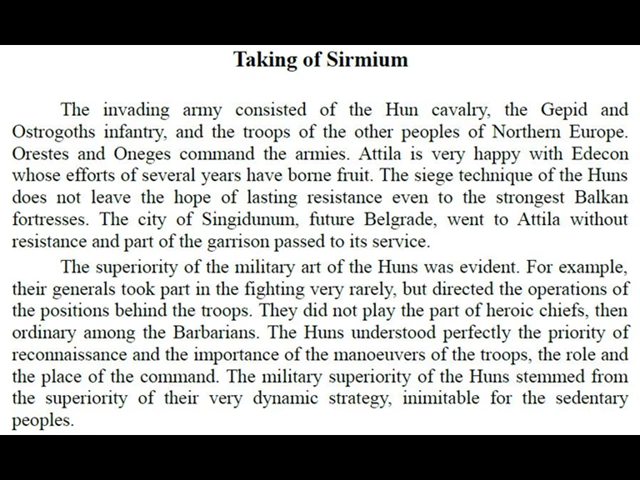 Taking of Sirmium
The invading army consisted of the Hun cavalry, the Gepid and
Ostrogoths infantry, and the troops of the other peoples of Northern Europe.
Orestes and Oneges command the armies. Attila is very happy with Edecon
whose efforts of several years have borne fruit. The siege technique of the Huns
does not leave the hope of lasting resistance even to the strongest Balkan
fortresses. The city of Singidunum, future Belgrade, went to Attila without
resistance and part of the garrison passed to its service.
The superiority of the military art of the Huns was evident. For example,
their generals took part in the fighting very rarely, but directed the operations of
the positions behind the troops. They did not play the part of heroic chiefs, then
ordinary among the Barbarians. The Huns understood perfectly the priority of
reconnaissance and the importance of the manoeuvers of the troops, the role and
the place of the command. The military superiority of the Huns stemmed from
the superiority of their very dynamic strategy, inimitable for the sedentary
peoples.